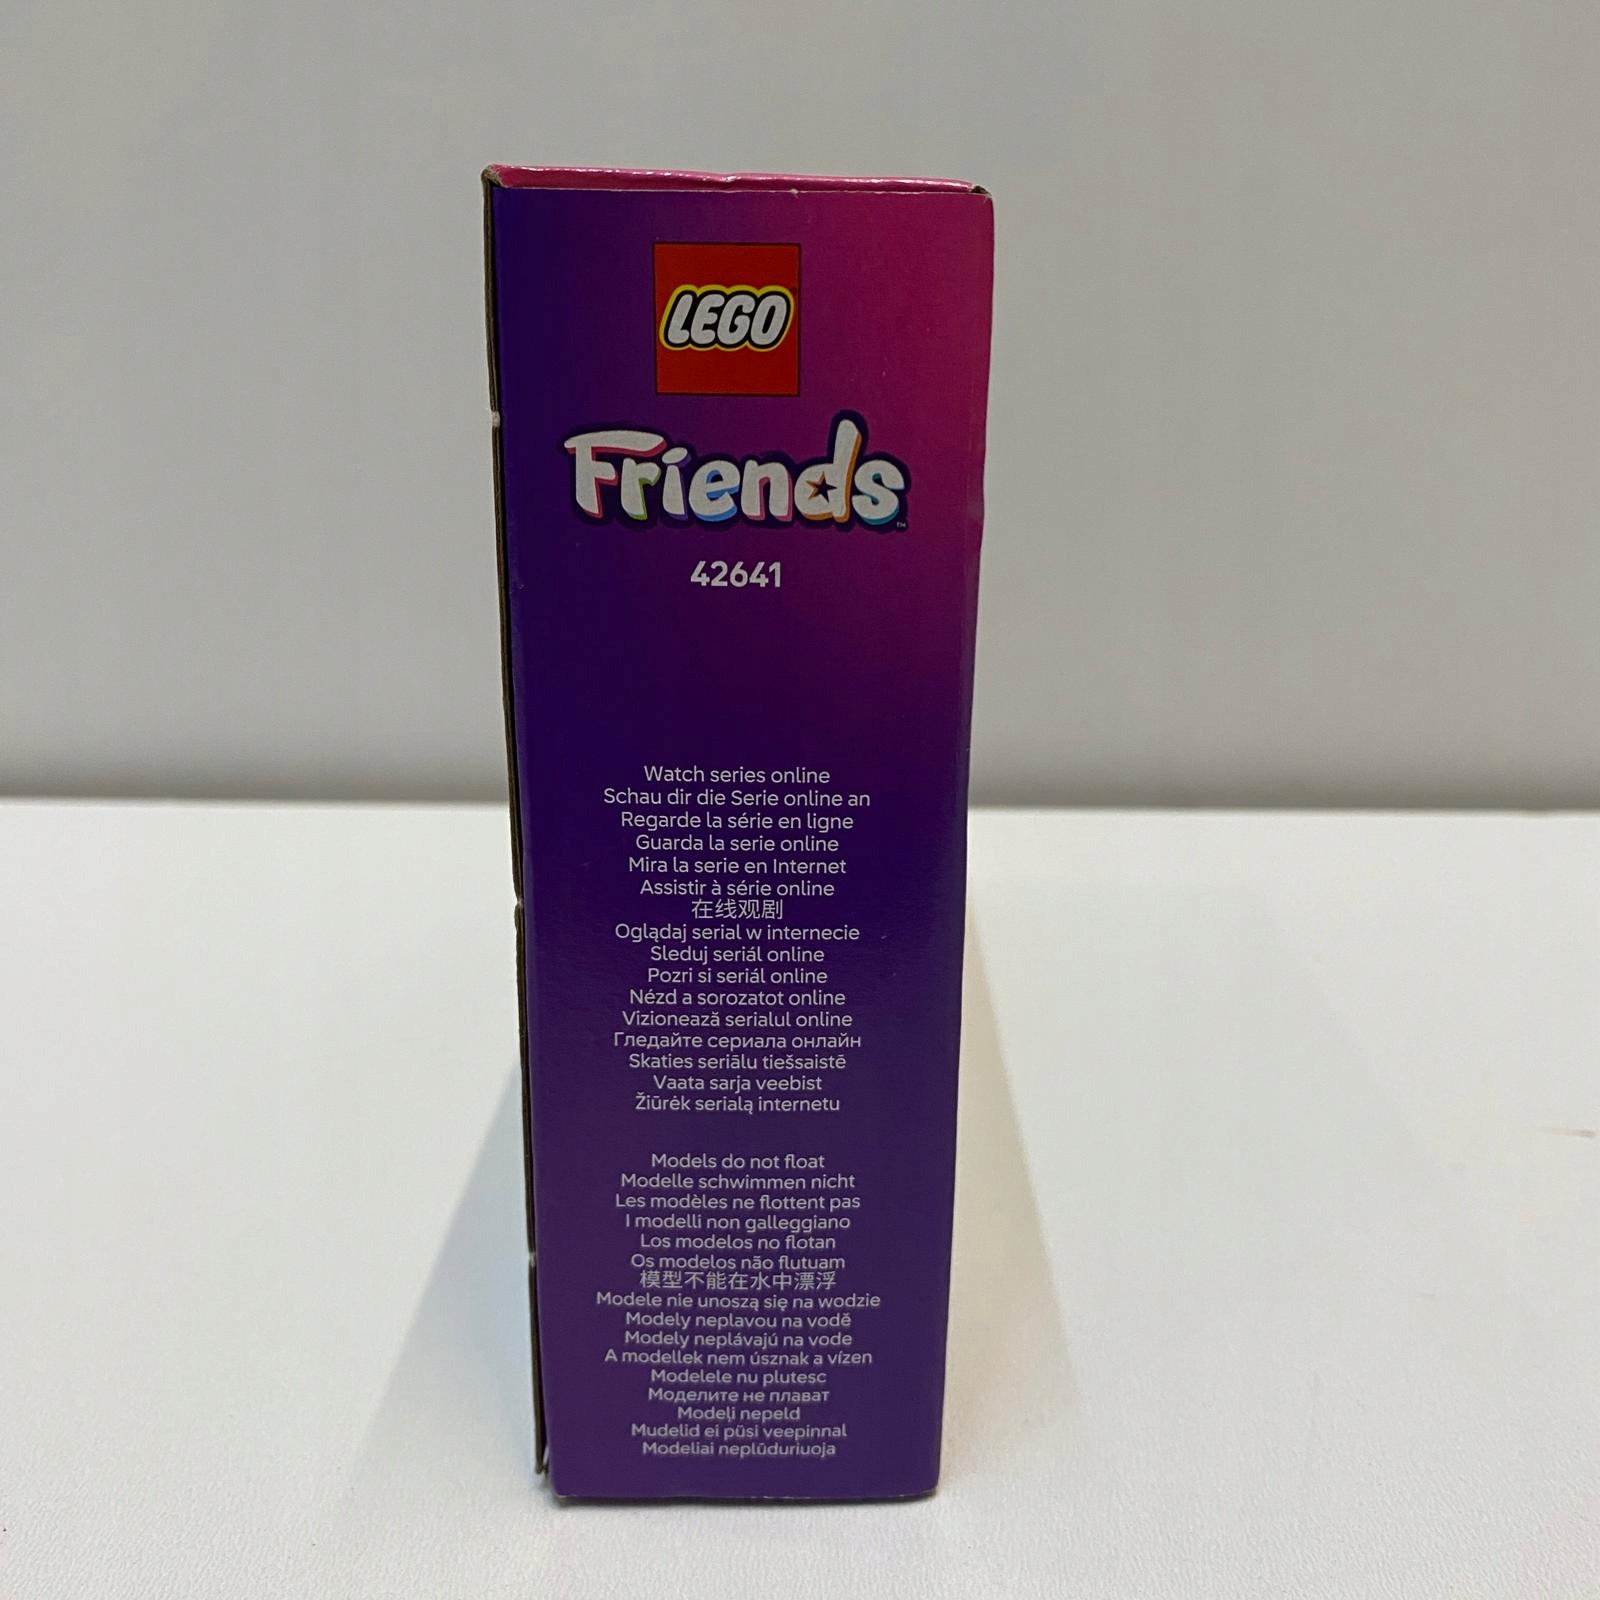 LEGO
Friends™
42641
Watch series online
Schau dir die Serie online an
Regarde la série en ligne
Guarda la serie online
Mira la serie en Internet
Assistir à série online
在线观剧
Oglądaj serial w internecie
Sleduj seriál online
Pozri si seriál online
Nézd a sorozatot online
Vizionează serialul online
Гледайте сериала онлайн
Skaties seriālu tiešsaistē
Vaata sarja veebist
Žiūrėk serialą internetu
Models do not float
Modelle schwimmen nicht
Les modèles ne flottent pas
I modelli non galleggiano
Los modelos no flotan
Os modelos não flutuam
模型不能在水中漂浮
Modele nie unoszą się na wodzie
Modely neplavou na vodě
Modely neplávajú na vode
A modellek nem úsznak a vízen
Modelele nu plutesc
Моделите не плават
Modeļi nepeld
Mudelid ei püsi veepinnal
Modeliai neplūduriuoja